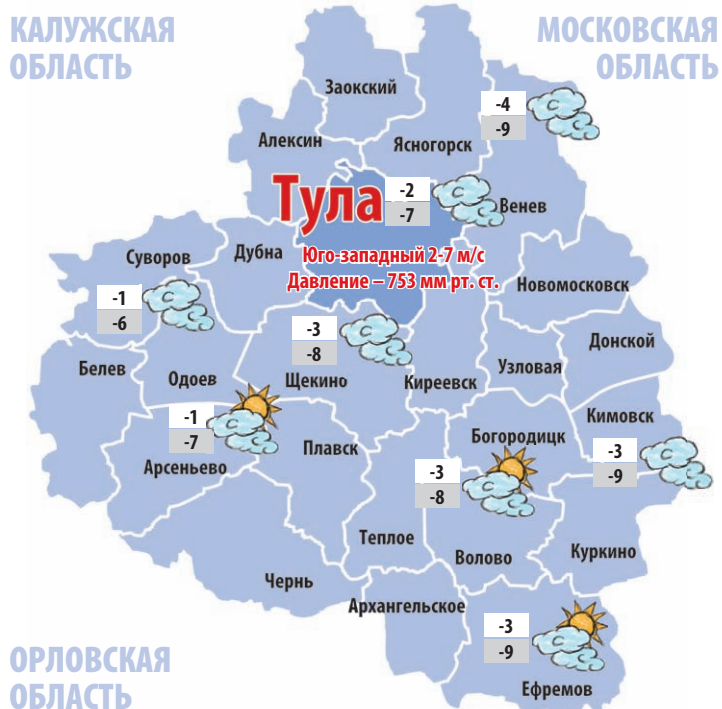 КАЛУЖСКАЯ
ОБЛАСТЬ
МОСКОВСКАЯ
ОБЛАСТЬ
Заокский
-4
-9
Алексин
Ясногорск
Тула
-2
-7
Венев
Суворов
Дубна
Юго-западный 2-7 м/с
Давление – 753 мм рт. ст.
Новомосковск
-1
-6
-3
-8
Донской
Белев
Одоев
Щекино
Киреевск
Узловая
-1
-7
Кимовск
Арсеньево
Плавск
Богородицк
-3
-9
-3
-8
Теплое
Волово
Куркино
Чернь
Архангельское
-3
-9
ОРЛОВСКАЯ
ОБЛАСТЬ
Ефремов